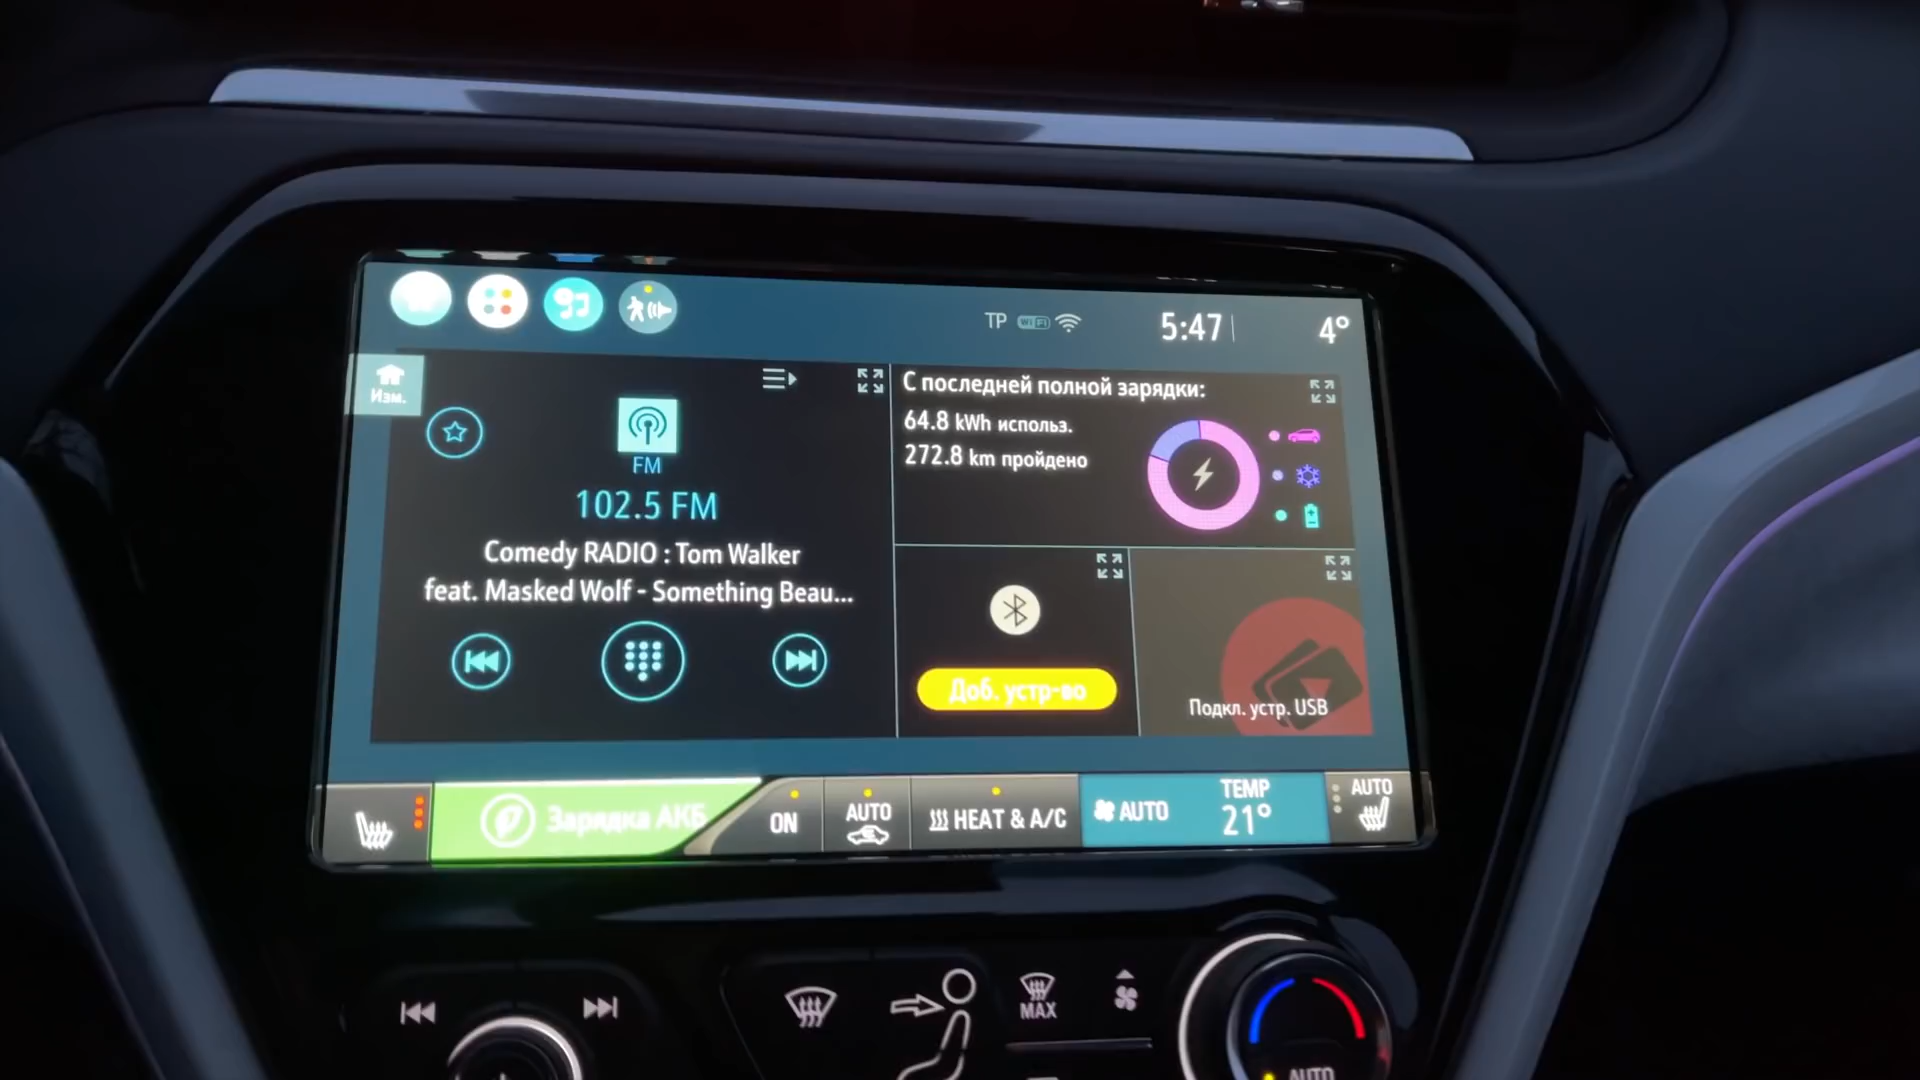 TP WiFi
5:47
4°
Изм.
FM
102.5 FM
Comedy RADIO : Tom Walker
feat. Masked Wolf - Something Beau...
С последней полной зарядки:
64.8 kWh использ.
272.8 km пройдено
Доб. устр-во
Подкл. устр. USB
Зарядка АКБ
ON
AUTO
HEAT & A/C
AUTO
TEMP
21°
AUTO
MAX
AUTO